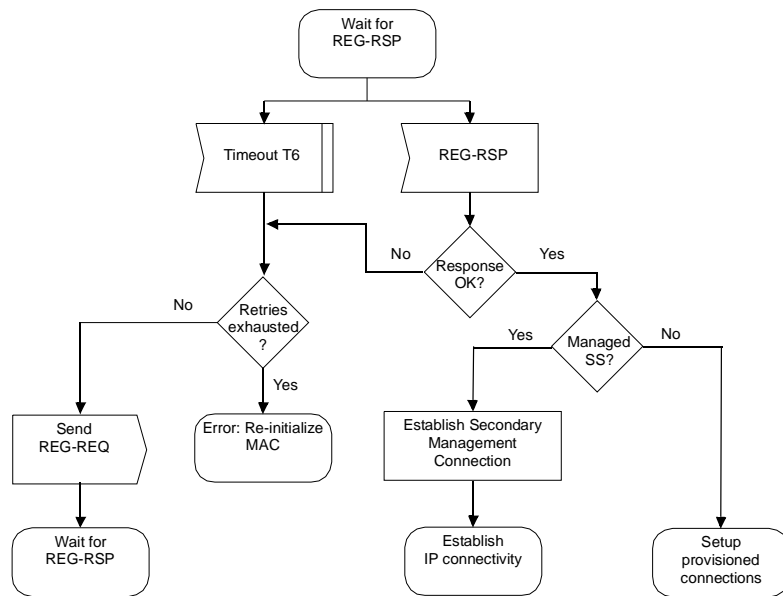 Wait for
REG-RSP
Timeout T6
REG-RSP
No
Response
OK?
Yes
No
Retries
exhausted
?
Yes
Managed
SS?
No
Yes
Send
REG-REQ
Error: Re-initialize
MAC
Establish Secondary
Management
Connection
Wait for
REG-RSP
Establish
IP connectivity
Setup
provisioned
connections